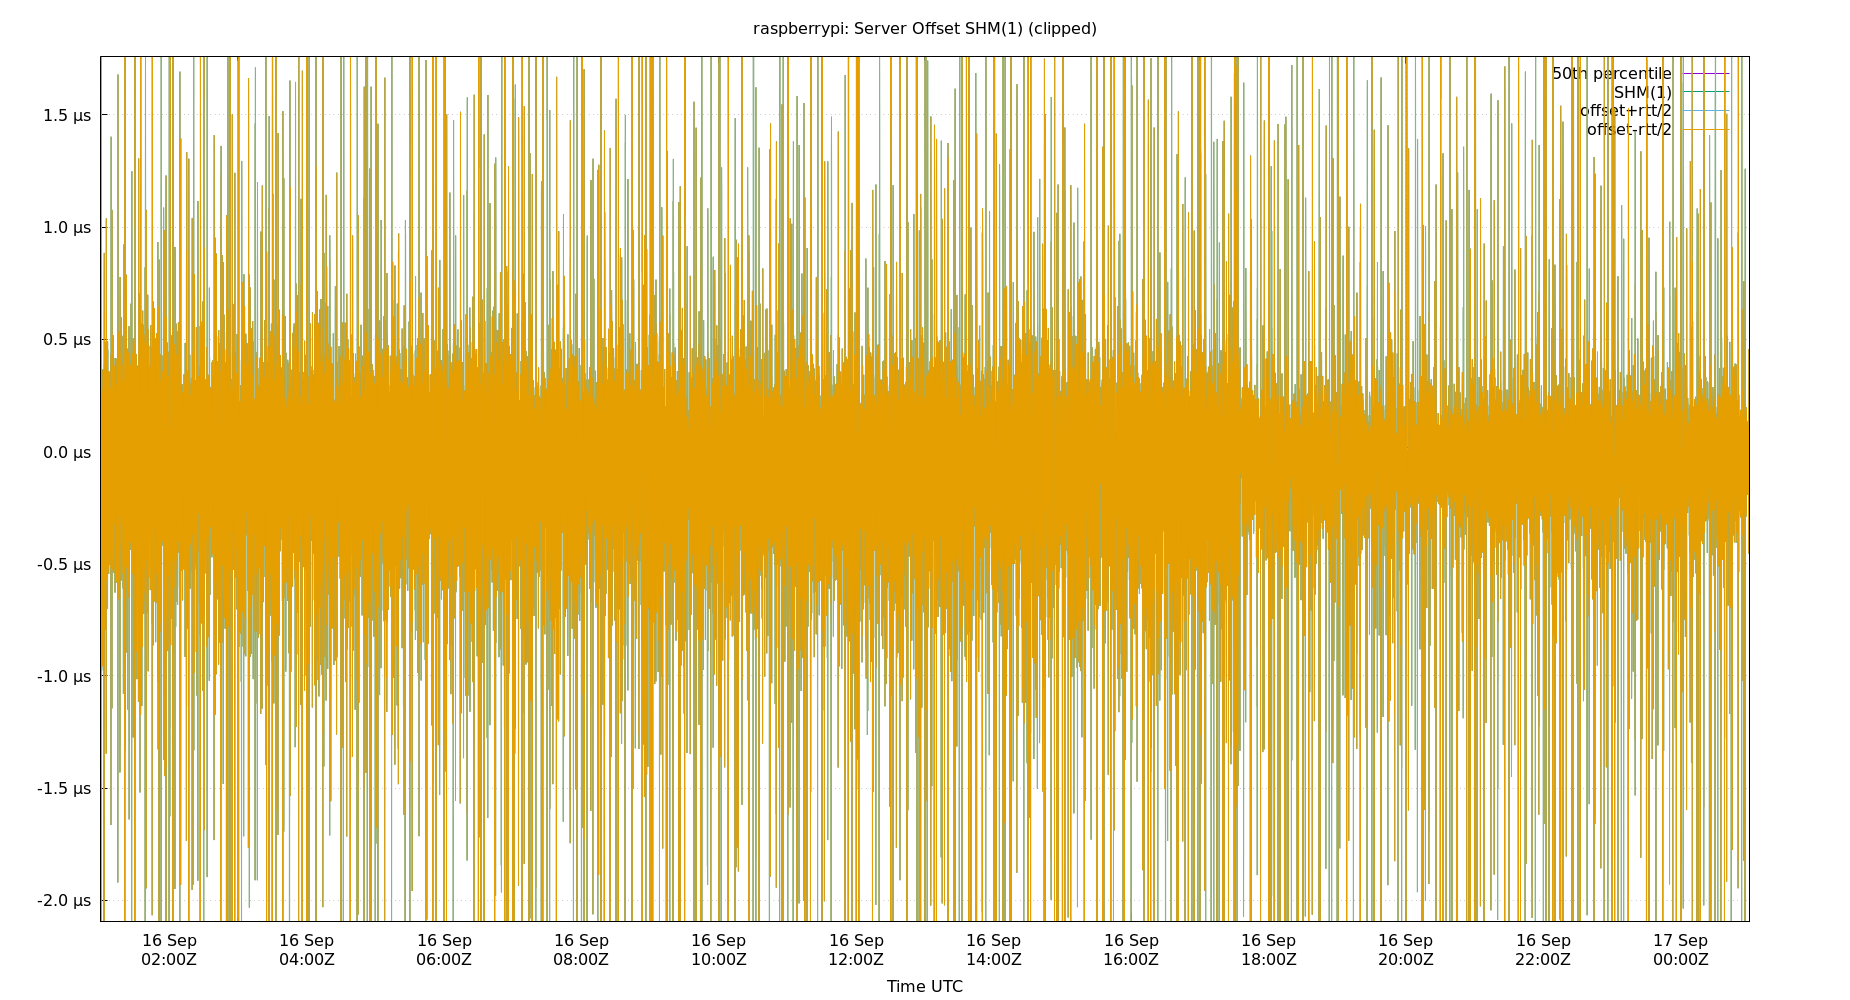 raspberrypi: Server Offset SHM(1) (clipped)
50th percentile
SHM(1)
offset+rtt/2
offset-rtt/2
1.5 µs
1.0 µs
0.5 µs
0.0 µs
-0.5 µs
-1.0 µs
-1.5 µs
-2.0 µs
16 Sep 16 Sep 16 Sep 16 Sep 16 Sep 16 Sep 16 Sep 16 Sep 16 Sep 16 Sep 16 Sep 17 Sep
02:00Z 04:00Z 06:00Z 08:00Z 10:00Z 12:00Z 14:00Z 16:00Z 18:00Z 20:00Z 22:00Z 00:00Z
Time UTC